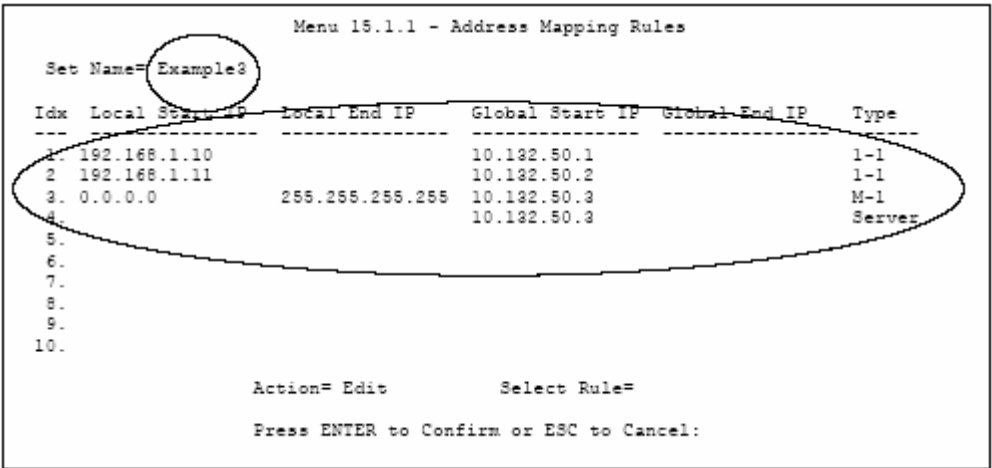 Menu 15.1.1 - Address Mapping Rules
Set Name= Example3
Idx Local Start IP Local End IP Global Start IP Global End IP Type
--- --------------- --------------- --------------- --------------- ------
1. 192.168.1.10 10.132.50.1 1-1
2 192.168.1.11 10.132.50.2 1-1
3. 0.0.0.0 255.255.255.255 10.132.50.3 M-1
4. 10.132.50.3 Server
5.
6.
7.
8.
9.
10.
Action= Edit Select Rule=
Press ENTER to Confirm or ESC to Cancel: